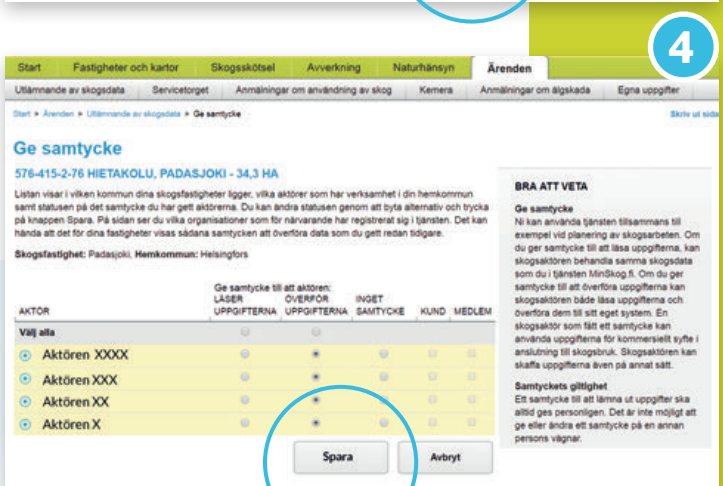 4
Start Fastigheter och kartor Skogsskötsel Avverkning Naturhänsyn Ärenden
Utlämnande av skogsdata Servicetorget Anmälningar om användning av skog Kemera Anmälningar om älgskada Egna uppgifter
Start > Ärenden > Utlämnande av skogsdata > Ge samtycke Skriv ut sida
Ge samtycke
576-415-2-76 HIETAKOLU, PADASJOKI - 34,3 HA
Listan visar i vilken kommun dina skogsfastigheter ligger, vilka aktörer som har verksamhet i din hemkommun
samt statusen på det samtycke du har gett aktörerna. Du kan ändra statusen genom att byta alternativ och trycka
på knappen Spara. På sidan ser du vilka organisationer som för närvarande har registrerat sig i tjänsten. Det kan
hända att det för dina fastigheter visas sådana samtycken att överföra data som du gett redan tidigare.
Skogsfastighet: Padasjoki, Hemkommun: Helsingfors
Ge samtycke till att aktören:
LÄSER ÖVERFÖR INGET
AKTÖR UPPGIFTERNA UPPGIFTERNA SAMTYCKE KUND MEDLEM
Välj alla
Aktören XXXX
Aktören XXX
Aktören XX
Aktören X
Spara Avbryt
BRA ATT VETA
Ge samtycke
Ni kan använda tjänsten tillsammans till
exempel vid planering av skogsarbeten. Om
du ger samtycke till att läsa uppgifterna, kan
skogsaktören behandla samma skogsdata
som du i tjänsten MinSkog.fi. Om du ger
samtycke till att överföra uppgifterna kan
skogsaktören både läsa uppgifterna och
överföra dem till sitt eget system. En
skogsaktör som fått ett samtycke kan
använda uppgifterna för kommersiellt syfte i
anslutning till skogsbruk. Skogsaktören kan
skaffa uppgifterna även på annat sätt.
Samtyckets giltighet
Ett samtycke till att lämna ut uppgifter ska
alltid ges personligen. Det är inte möjligt att
ge eller ändra ett samtycke på en annan
persons vägnar.